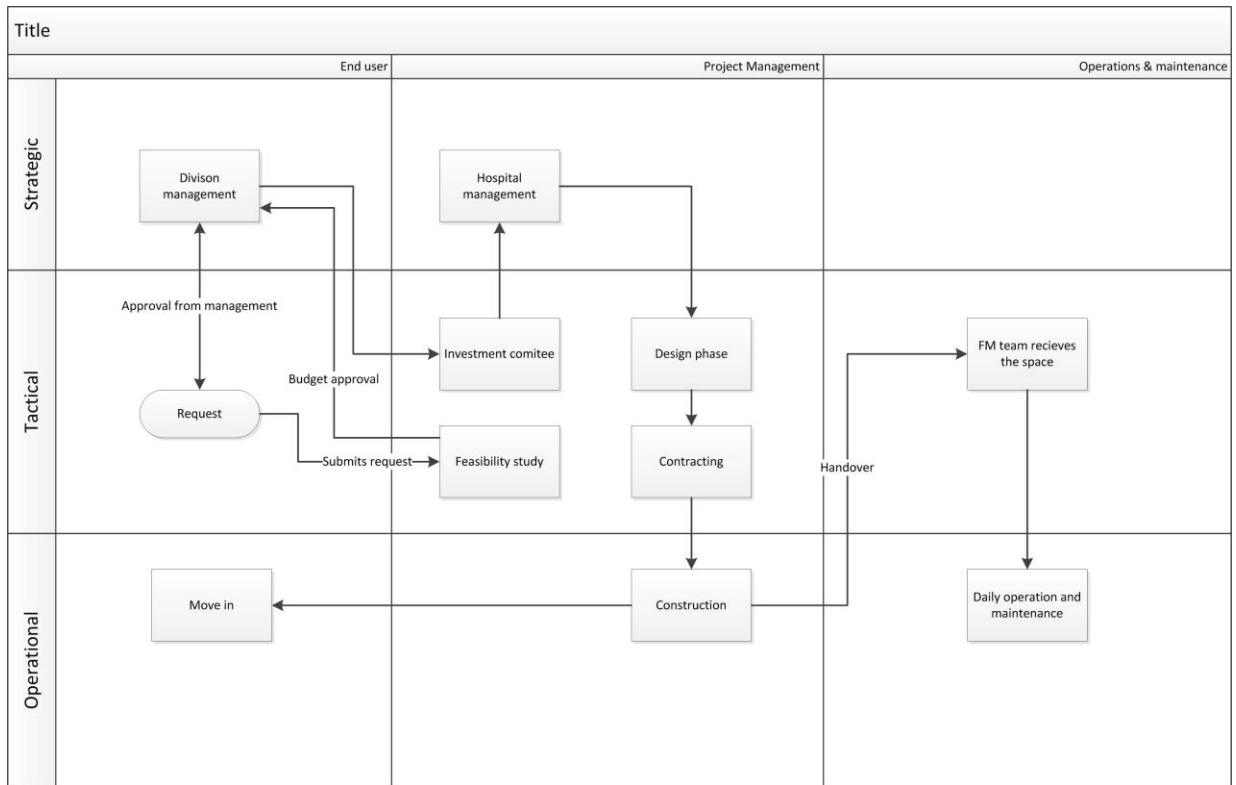 Title
End user
Project Management
Operations & maintenance
Strategic
Divison
management
Hospital
management
Tactical
Approval from management
Investment comitee
Design phase
FM team recieves
the space
Budget approval
Request
Submits request
Feasibility study
Contracting
Handover
Operational
Move in
Construction
Daily operation and
maintenance